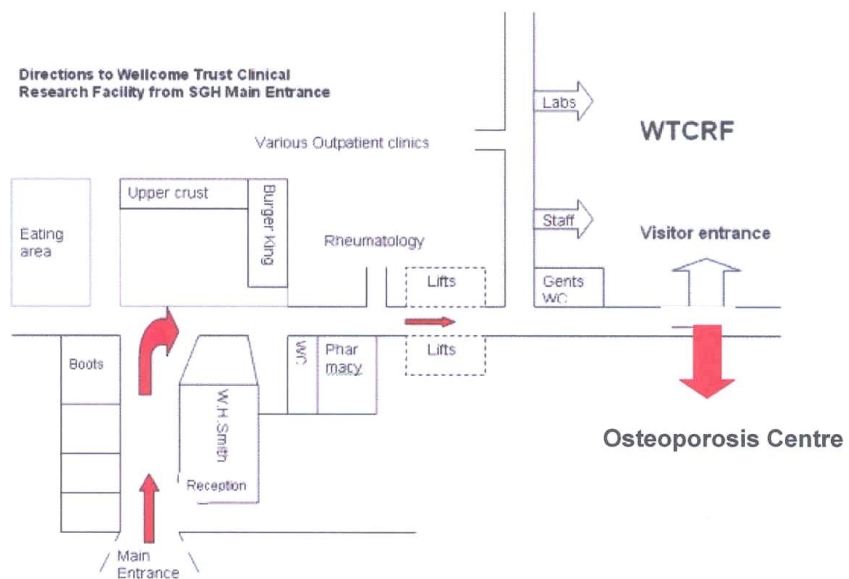 Directions to Wellcome Trust Clinical
Research Facility from SGH Main Entrance
Labs
WTCRF
Various Outpatient clinics
Upper crust
Burger king
Eating
area
Rheumatology
Staff
Visitor entrance
Lifts
Gents
WC
Boots
WC
Phar
macy
Lifts
W.H.Smith
Osteoporosis Centre
Reception
Main
Entrance